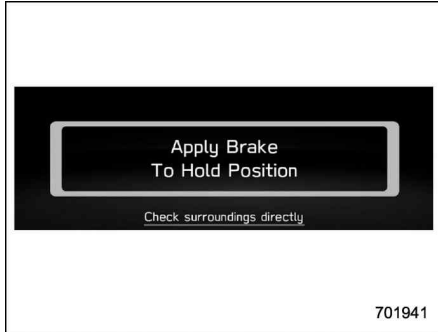 Apply Brake
To Hold Position
Check surroundings directly
701941